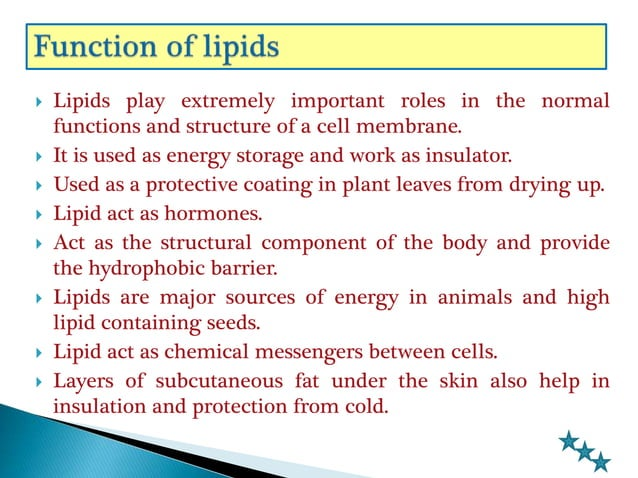 Function of lipids
Lipids play extremely important roles in the normal
functions and structure of a cell membrane.
It is used as energy storage and work as insulator.
Used as a protective coating in plant leaves from drying up.
Lipid act as hormones.
Act as the structural component of the body and provide
the hydrophobic barrier.
Lipids are major sources of energy in animals and high
lipid containing seeds.
Lipid act as chemical messengers between cells.
Layers of subcutaneous fat under the skin also help in
insulation and protection from cold.